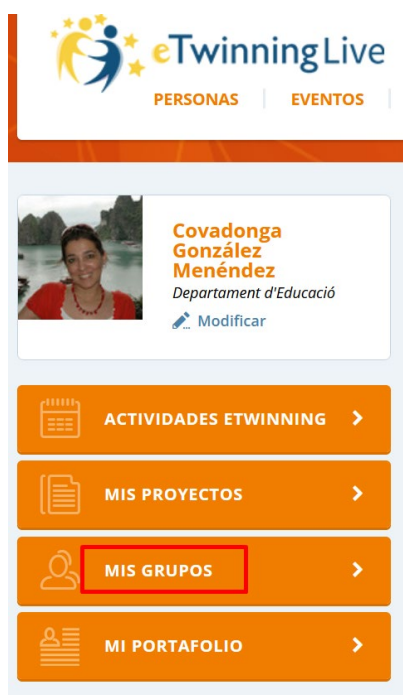 eTwinningLive
PERSONAS
EVENTOS
Covadonga
González
Menéndez
Departament d'Educació
Modificar
ACTIVIDADES ETWINNING
MIS PROYECTOS
MIS GRUPOS
MI PORTAFOLIO